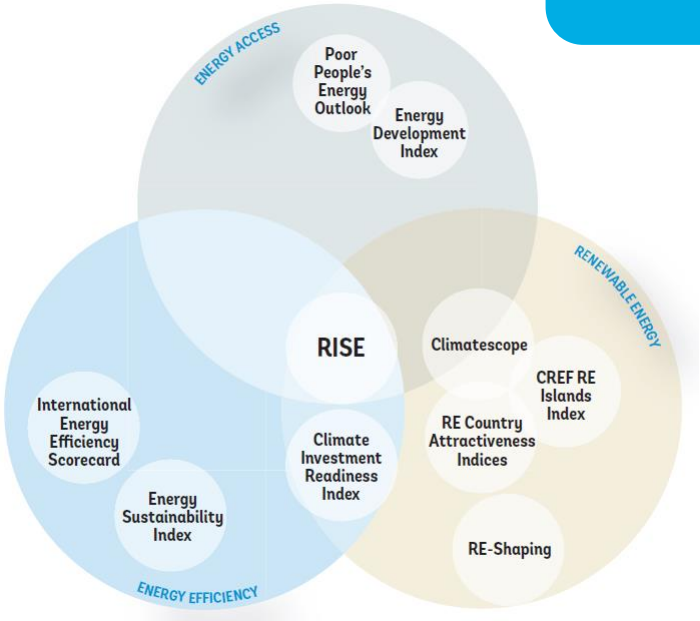 ENERGY ACCESS
Poor
People's
Energy
Outlook
Energy
Development
Index
RENEWABLE ENERGY
RISE
Climatescope
CREF RE
Islands
Index
International
Energy
Efficiency
Scorecard
Climate
Investment
Readiness
Index
RE Country
Attractiveness
Indices
Energy
Sustainability
Index
RE-Shaping
ENERGY EFFICIENCY